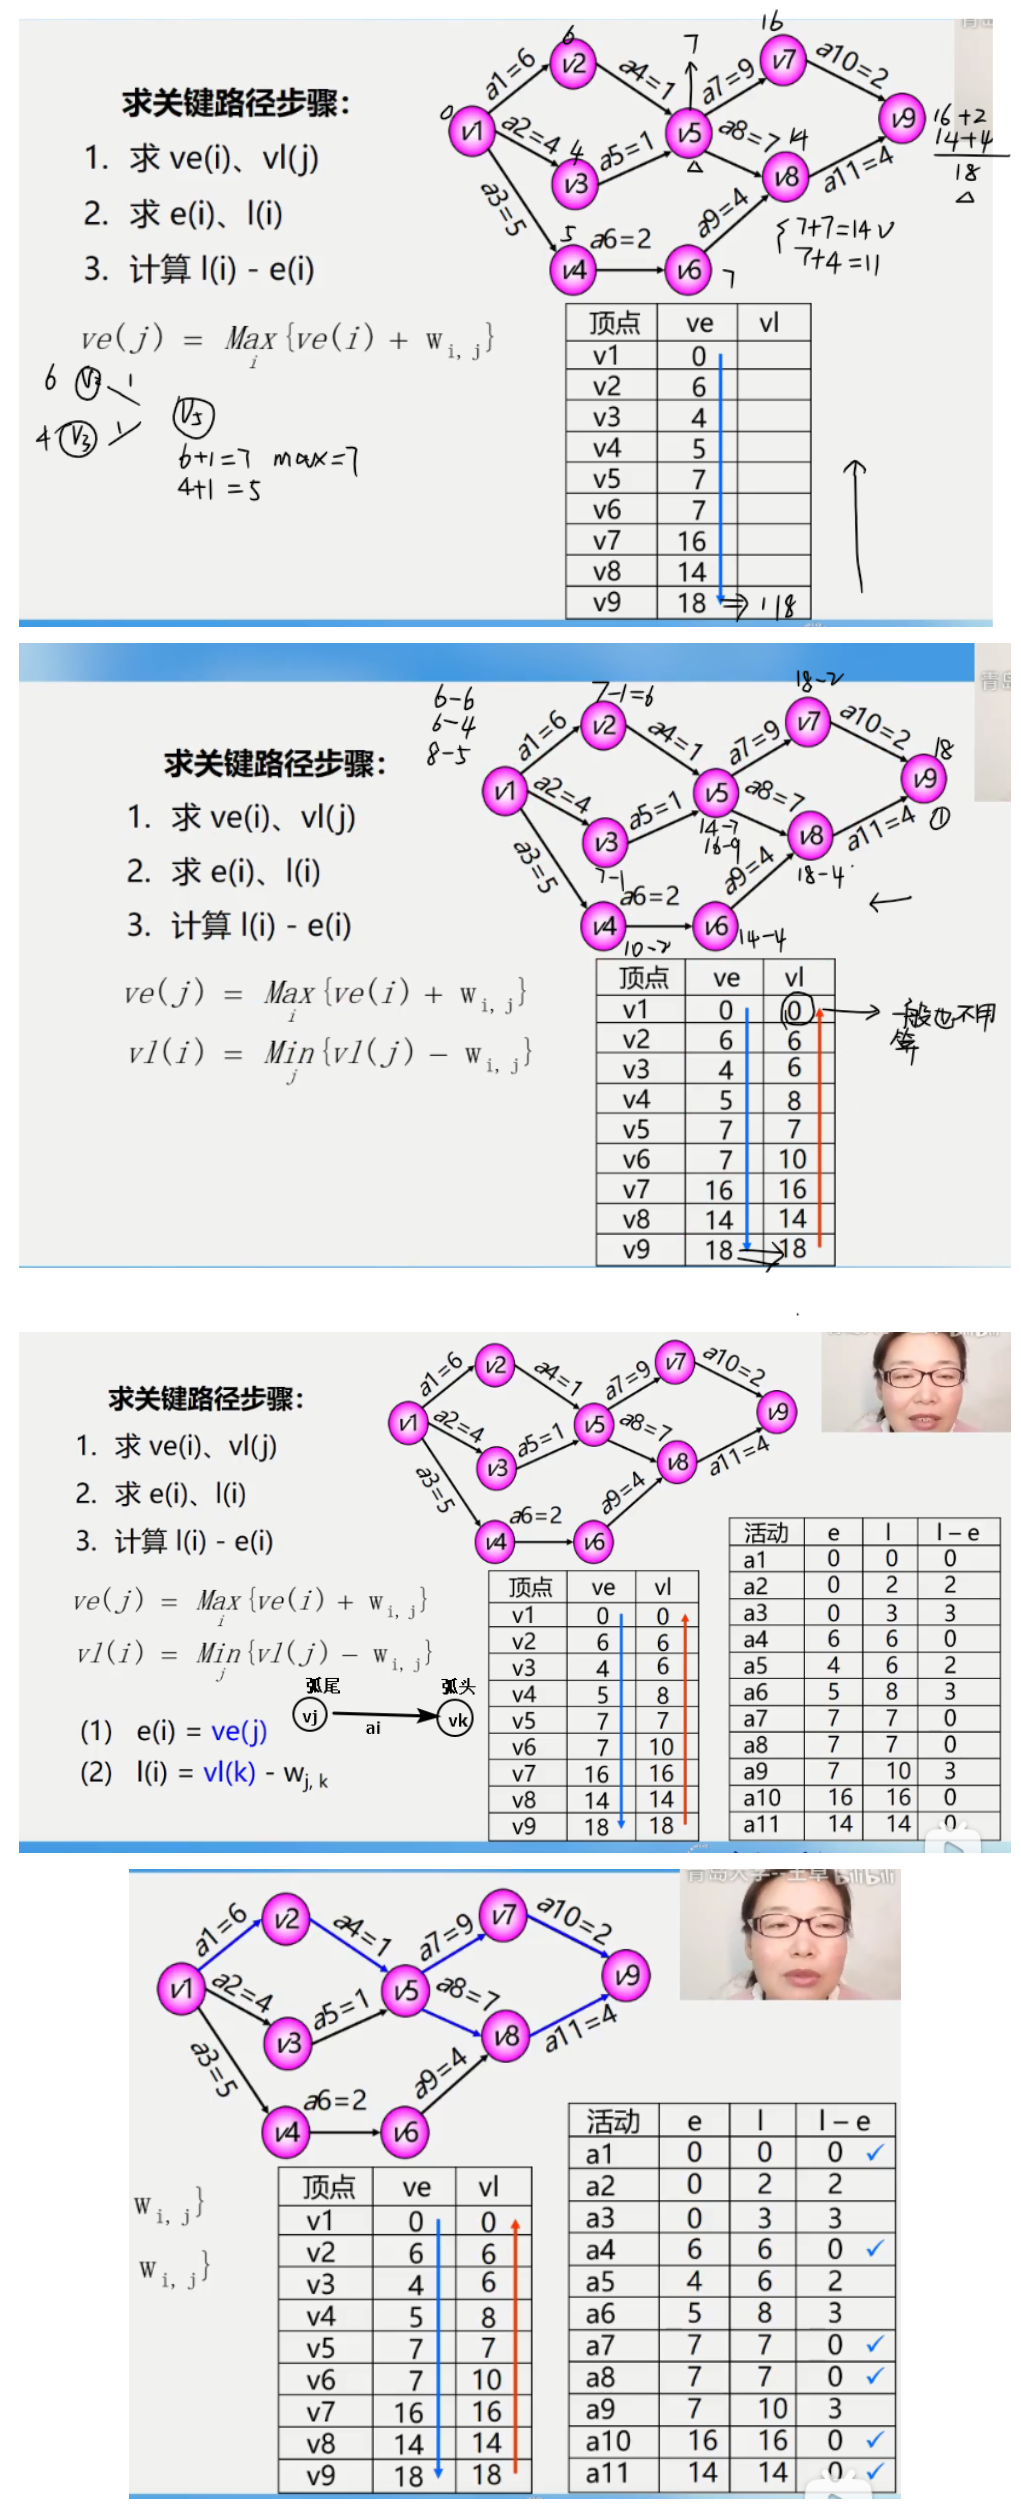 青岛
求关键路径步骤：
1. 求 ve(i)、vl(j)
2. 求 e(i)、l(i)
3. 计算 l(i) - e(i)
ve(j) = Max{ve(i) + w i, j}
i
6 V2 1
4 V3 1
V5
6+1=7 max=7
4+1=5
0 v1
a1=6
6
v2
a2=4
4
v3
a3=5
5
v4
a4=1
a5=1
a6=2
7
v5
v6
7
a7=9
a8=7
a9=4
16
v7
14
v8
a10=2
a11=4
v9
16+2
14+4
18
7+7=14
7+4=11
顶点 ve vl
v1 0
v2 6
v3 4
v4 5
v5 7
v6 7
v7 16
v8 14
v9 18 ⇒ 18
青岛
6-6
6-4
8-5
求关键路径步骤：
1. 求 ve(i)、vl(j)
2. 求 e(i)、l(i)
3. 计算 l(i) - e(i)
ve(j) = Max{ve(i) + w i, j}
i
vl(i) = Min{vl(j) - w i, j}
j
v1
a1=6
7-1=6
v2
a2=4
v3
7-1
a3=5
v4
10-2
a4=1
a5=1
a6=2
v5
14-7
16-9
v6
14-4
a7=9
a8=7
a9=4
18-2
v7
v8
18-4
a10=2
a11=4
18
v9
①
顶点 ve vl
v1 0 0
一般也不用
算
v2 6 6
v3 4 6
v4 5 8
v5 7 7
v6 7 10
v7 16 16
v8 14 14
v9 18 18
求关键路径步骤：
1. 求 ve(i)、vl(j)
2. 求 e(i)、l(i)
3. 计算 l(i) - e(i)
ve(j) = Max{ve(i) + w i, j}
i
vl(i) = Min{vl(j) - w i, j}
j
弧尾 弧头
vj ai vk
(1) e(i) = ve(j)
(2) l(i) = vl(k) - wj, k
v1
a1=6
v2
a2=4
v3
a3=5
v4
a4=1
a5=1
a6=2
v5
v6
a7=9
a8=7
a9=4
v7
v8
a10=2
a11=4
v9
顶点 ve vl
v1 0 0
v2 6 6
v3 4 6
v4 5 8
v5 7 7
v6 7 10
v7 16 16
v8 14 14
v9 18 18
活动 e l l – e
a1 0 0 0
a2 0 2 2
a3 0 3 3
a4 6 6 0
a5 4 6 2
a6 5 8 3
a7 7 7 0
a8 7 7 0
a9 7 10 3
a10 16 16 0
a11 14 14 0
青岛大学--王卓 bilibili
v1
a1=6
v2
a2=4
v3
a3=5
v4
a4=1
a5=1
a6=2
v5
v6
a7=9
a8=7
a9=4
v7
v8
a10=2
a11=4
v9
w i, j}
w i, j}
顶点 ve vl
v1 0 0
v2 6 6
v3 4 6
v4 5 8
v5 7 7
v6 7 10
v7 16 16
v8 14 14
v9 18 18
活动 e l l – e
a1 0 0 0 ✓
a2 0 2 2
a3 0 3 3
a4 6 6 0 ✓
a5 4 6 2
a6 5 8 3
a7 7 7 0 ✓
a8 7 7 0 ✓
a9 7 10 3
a10 16 16 0 ✓
a11 14 14 0 ✓